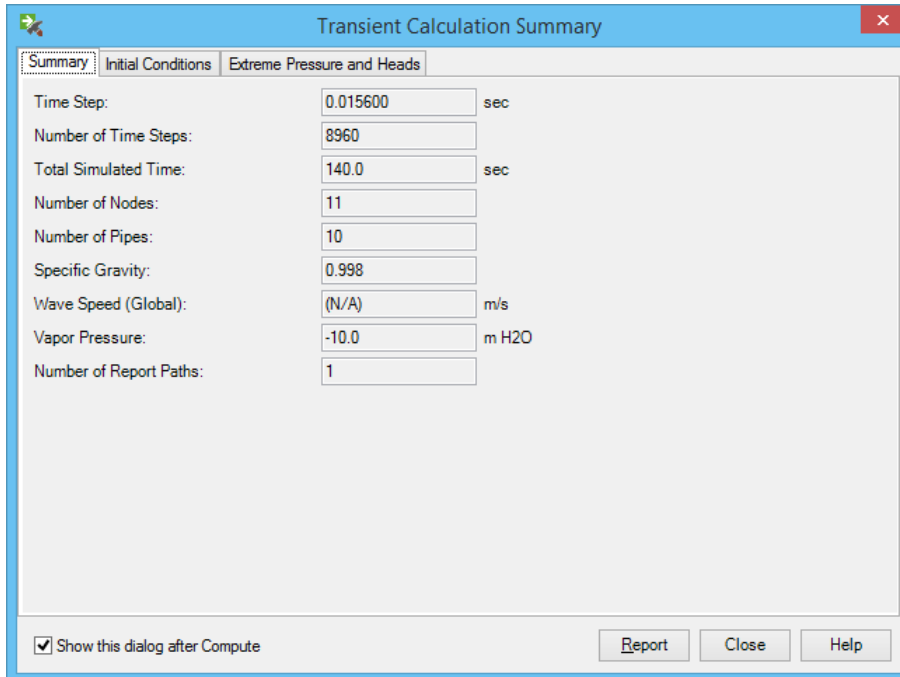 Transient Calculation Summary
Summary Initial Conditions Extreme Pressure and Heads
Time Step: 0.015600 sec
Number of Time Steps: 8960
Total Simulated Time: 140.0 sec
Number of Nodes: 11
Number of Pipes: 10
Specific Gravity: 0.998
Wave Speed (Global): (N/A) m/s
Vapor Pressure: -10.0 m H2O
Number of Report Paths: 1
Show this dialog after Compute Report Close Help